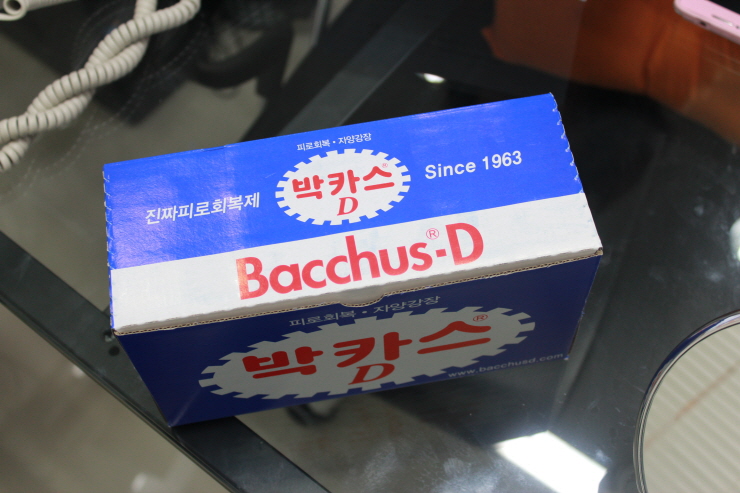 피로회복 • 자양강장
진짜피로회복제
박카스®
D
Since 1963
Bacchus®-D
피로회복 • 자양강장
박카스®
D
www.bacchusd.com